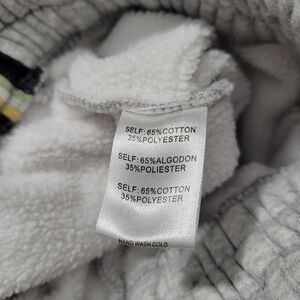 SELF: 65%COTTON
35%POLYESTER
SELF: 65%ALGODON
35%POLIESTER
SELF: 65%COTTON
35%POLYESTER
HAND WASH COLD